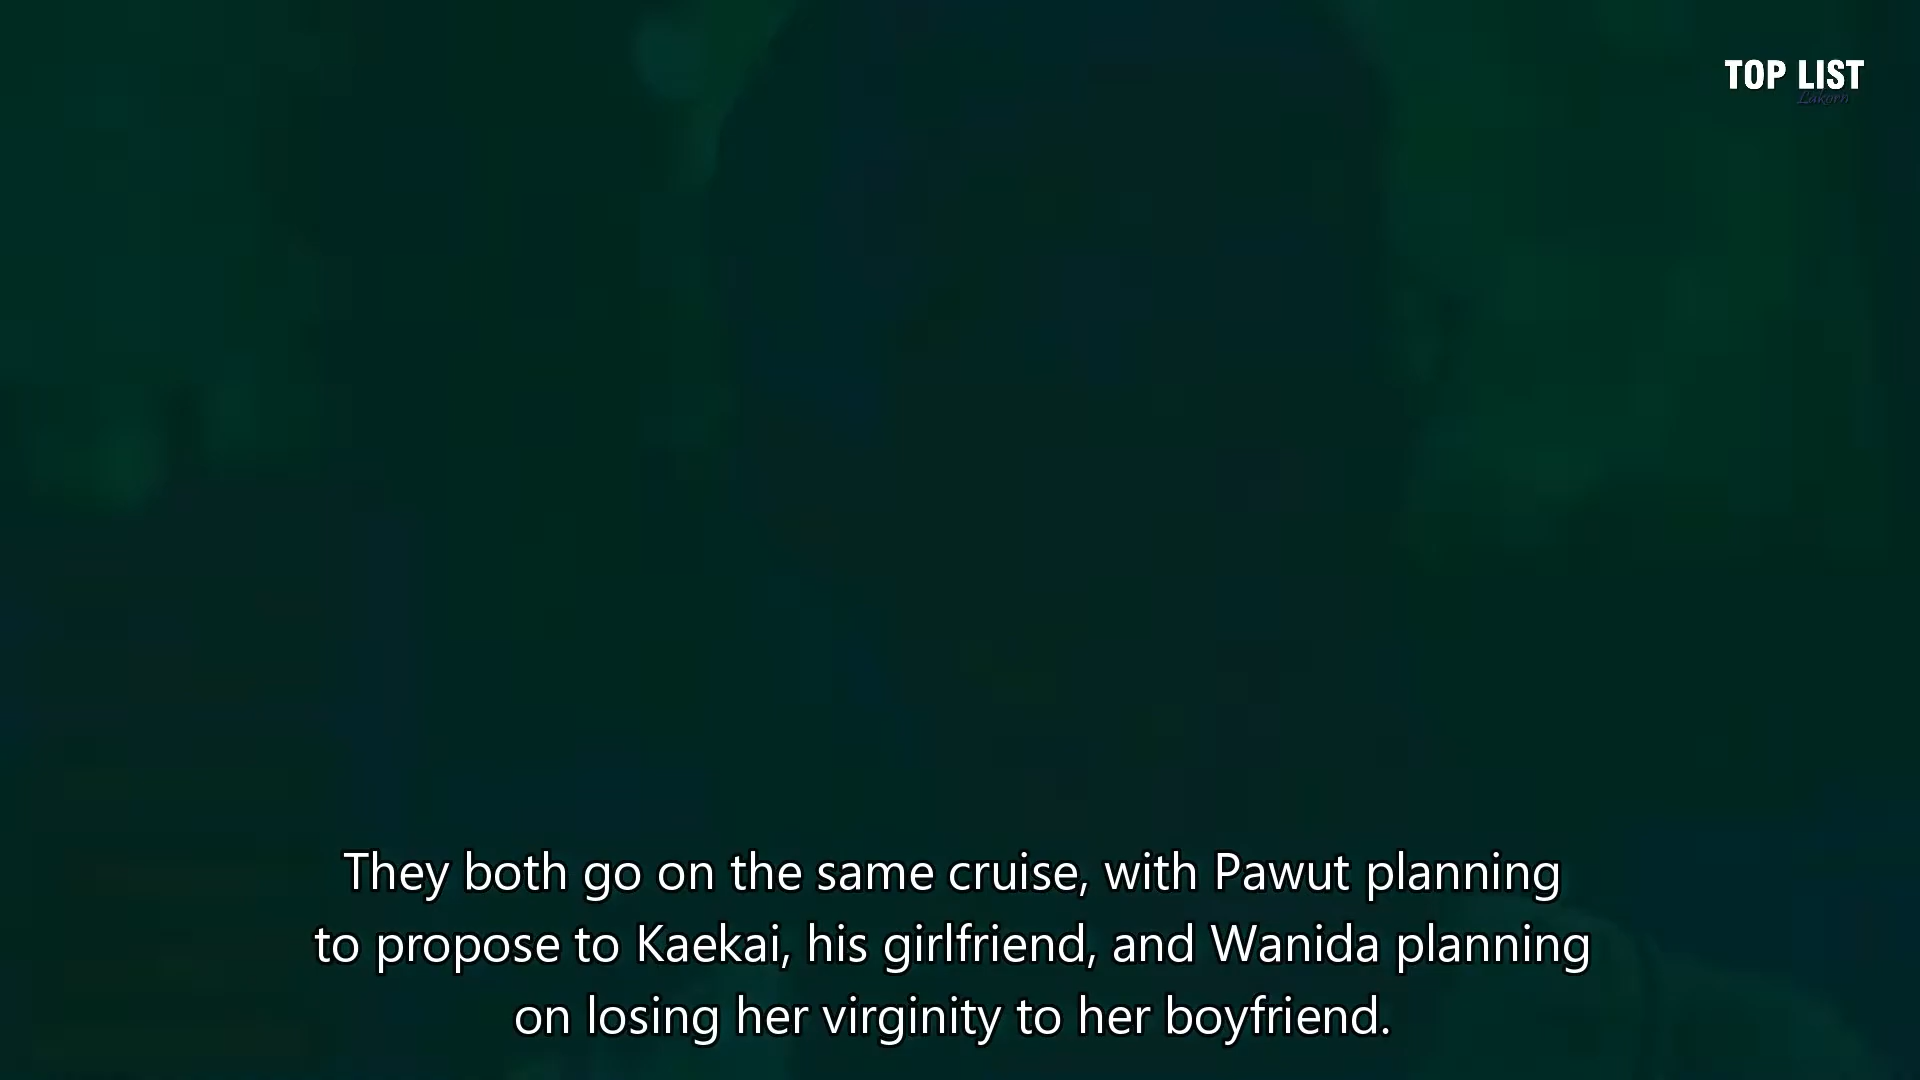 TOP LIST
Lakorn
They both go on the same cruise, with Pawut planning
to propose to Kaekai, his girlfriend, and Wanida planning
on losing her virginity to her boyfriend.